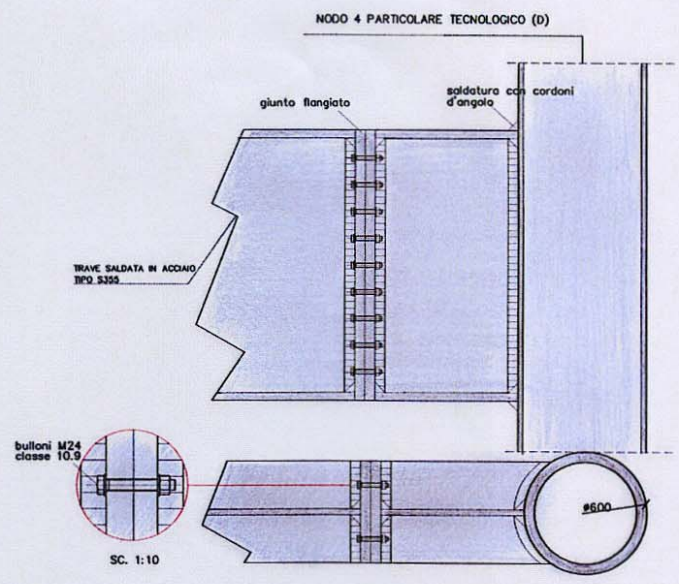 NODO 4 PARTICOLARE TECNOLOGICO (D)
giunto flangiato
saldatura con cordoni
d'angolo
TRAVE SALDATA IN ACCIAIO
TIPO S355
bulloni M24
classe 10.9
SC. 1:10
ø600